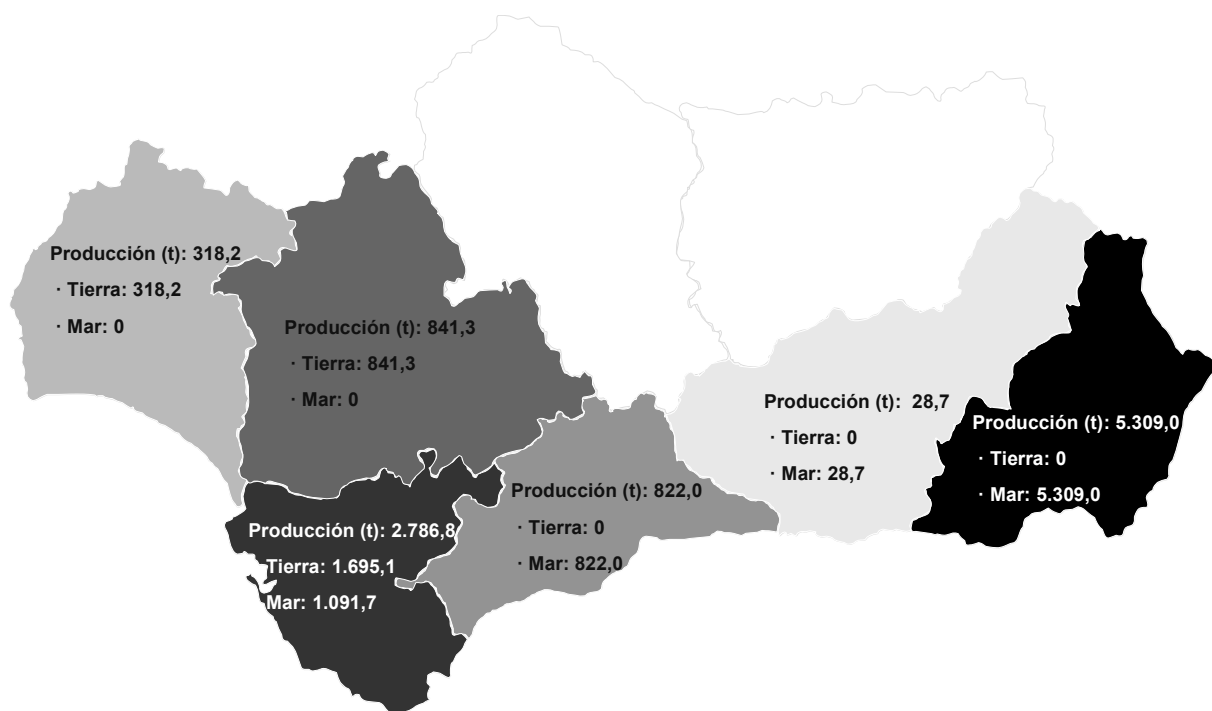 Producción (t): 318,2
· Tierra: 318,2
· Mar: 0
Producción (t): 841,3
· Tierra: 841,3
· Mar: 0
Producción (t): 28,7
· Tierra: 0
· Mar: 28,7
Producción (t): 5.309,0
· Tierra: 0
· Mar: 5.309,0
Producción (t): 822,0
· Tierra: 0
· Mar: 822,0
Producción (t): 2.786,8
Tierra: 1.695,1
Mar: 1.091,7